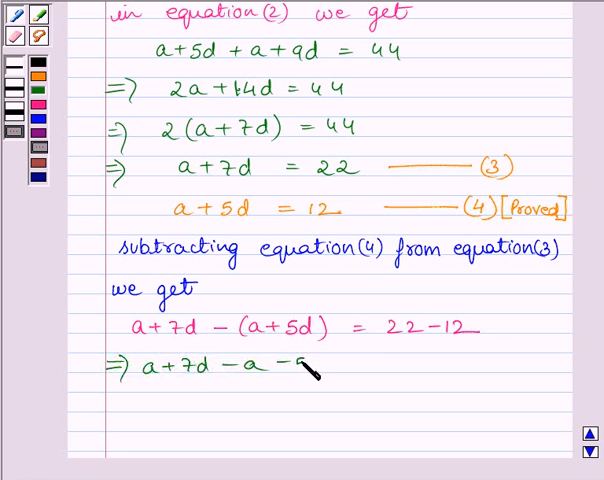 in equation(2) we get
a+5d + a+9d = 44
⇒) 2a+14d = 44
⇒) 2(a+7d) = 44
⇒) a+7d = 22 ——— (3)
a+5d = 12 ——— (4)[Proved]
subtracting equation(4) from equation(3)
we get
a+7d - (a+5d) = 22-12
⇒) a+7d - a -